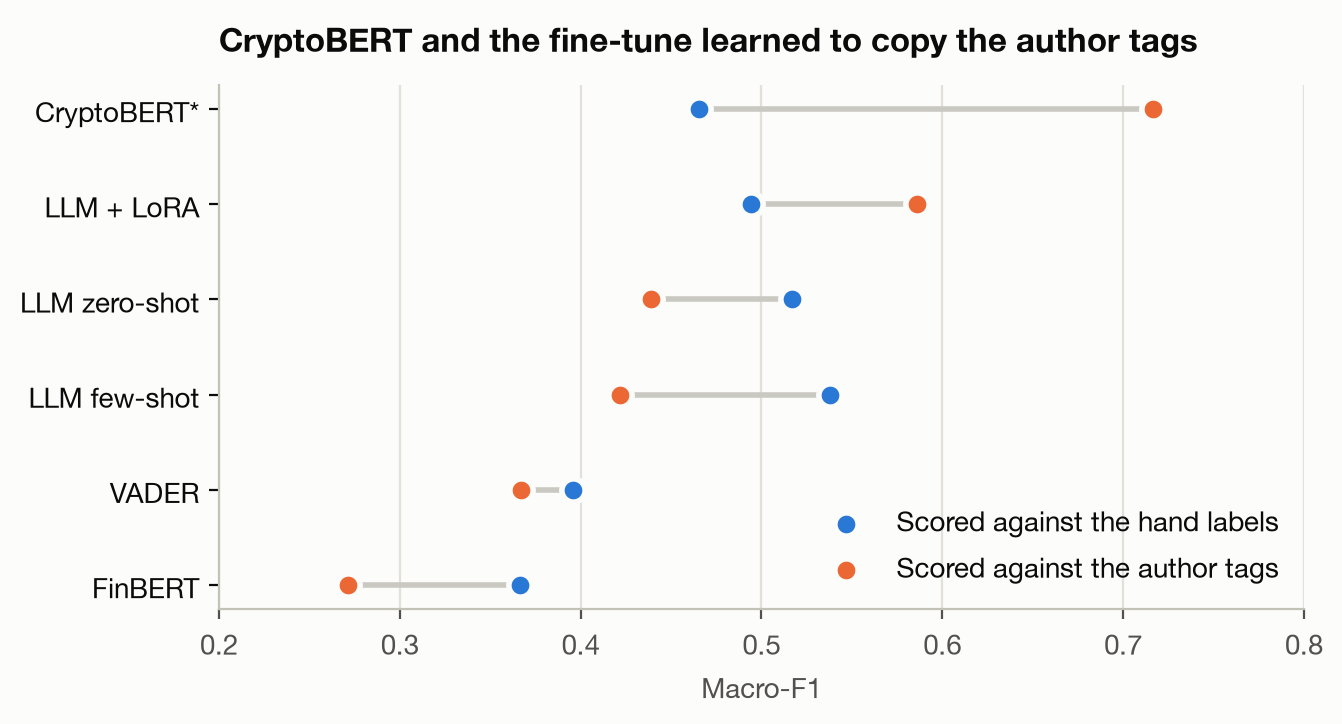 CryptoBERT and the fine-tune learned to copy the author tags
CryptoBERT*
LLM + LoRA
LLM zero-shot
LLM few-shot
VADER
FinBERT
Scored against the hand labels
Scored against the author tags
0.2 0.3 0.4 0.5 0.6 0.7 0.8
Macro-F1